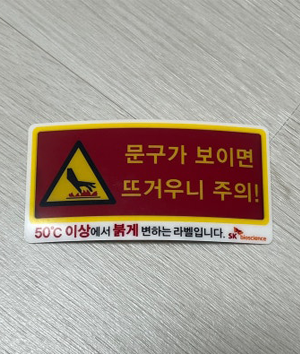 문구가 보이면
뜨거우니 주의!
50℃ 이상에서 붉게 변하는 라벨입니다. SK bioscience